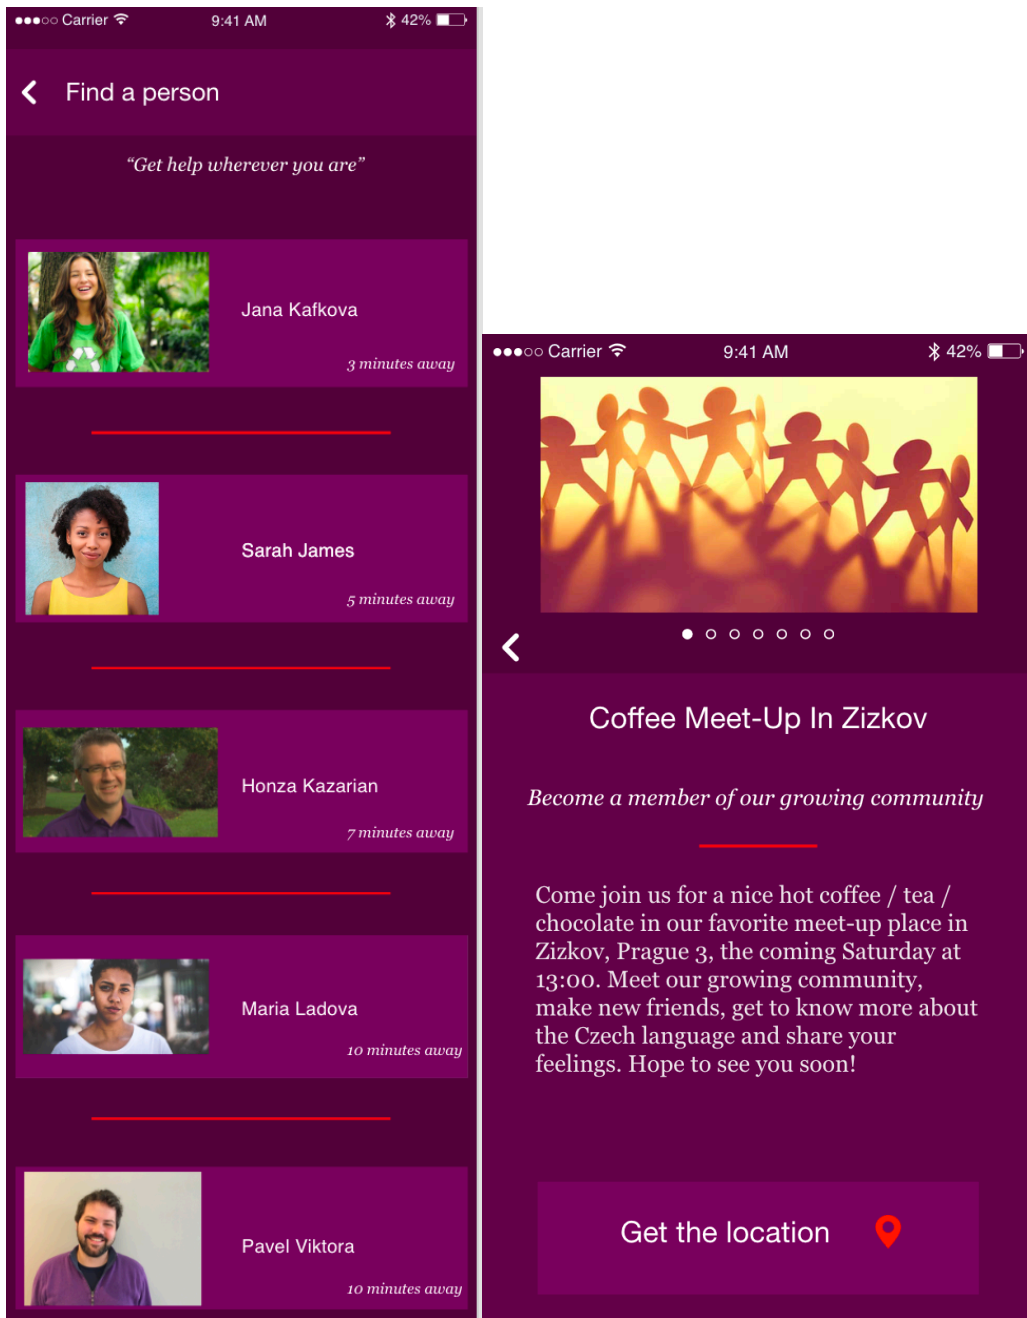 Carrier 9:41 AM 42%
Find a person
“Get help wherever you are”
Jana Kafkova
3 minutes away
Sarah James
5 minutes away
Honza Kazarian
7 minutes away
Maria Ladova
10 minutes away
Pavel Viktora
10 minutes away
Carrier 9:41 AM 42%
Coffee Meet-Up In Zizkov
Become a member of our growing community
Come join us for a nice hot coffee / tea /
chocolate in our favorite meet-up place in
Zizkov, Prague 3, the coming Saturday at
13:00. Meet our growing community,
make new friends, get to know more about
the Czech language and share your
feelings. Hope to see you soon!
Get the location